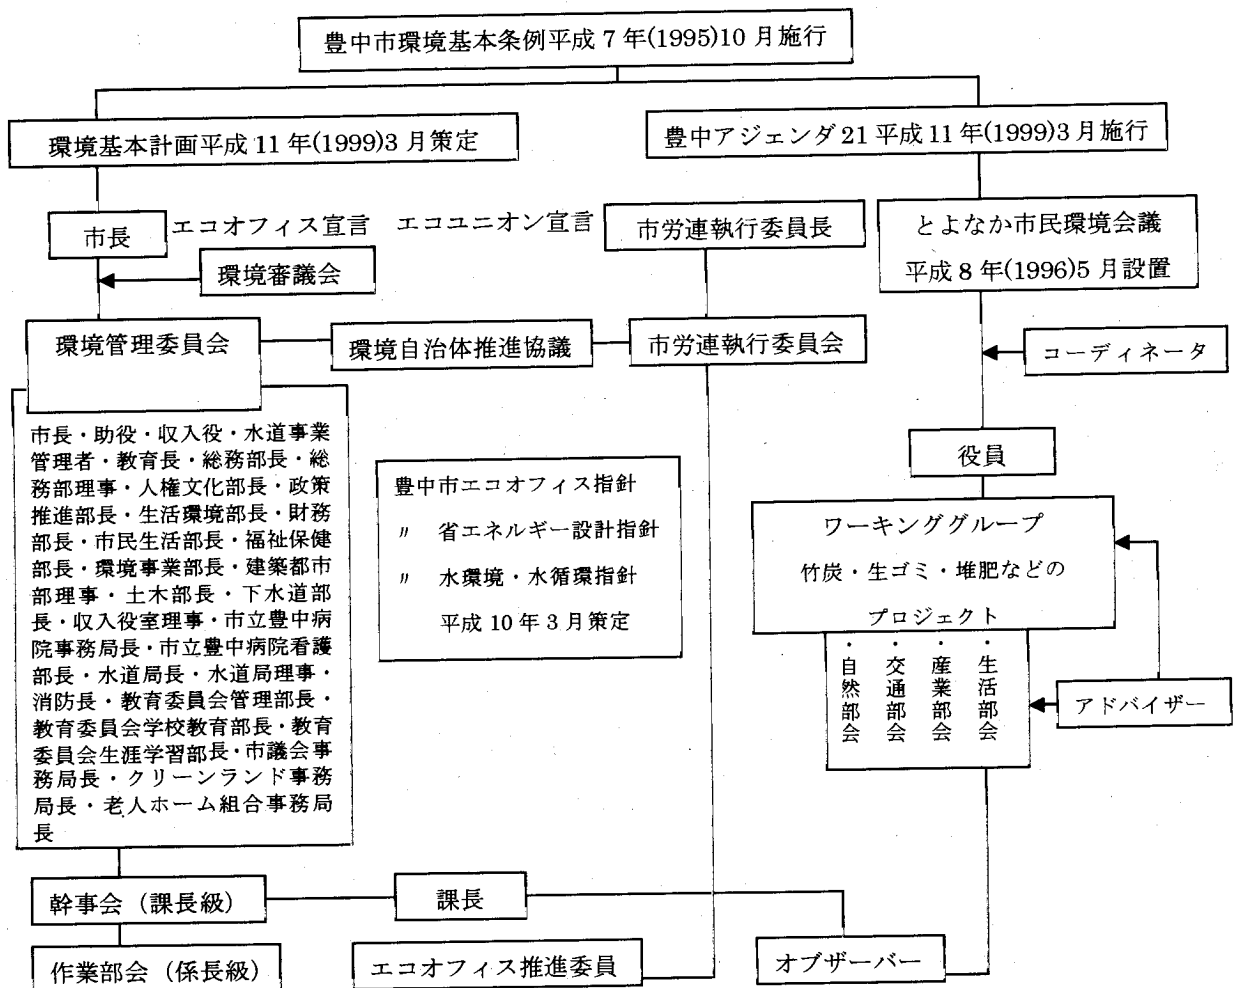 豊中市環境基本条例平成7年(1995)10月施行
環境基本計画平成11年(1999)3月策定
豊中アジェンダ21平成11年(1999)3月施行
市長
エコオフィス宣言　エコユニオン宣言
市労連執行委員長
とよなか市民環境会議
平成8年(1996)5月設置
環境審議会
環境管理委員会
環境自治体推進協議
市労連執行委員会
コーディネータ
市長・助役・収入役・水道事業
管理者・教育長・総務部長・総
務部理事・人権文化部長・政策
推進部長・生活環境部長・財務
部長・市民生活部長・福祉保健
部長・環境事業部長・建築都市
部理事・土木部長・下水道部
長・収入役室理事・市立豊中病
院事務局長・市立豊中病院看護
部長・水道局長・水道局理事・
消防長・教育委員会管理部長・
教育委員会学校教育部長・教育
委員会生涯学習部長・市議会事
務局長・クリーンランド事務
局長・老人ホーム組合事務局
長
豊中市エコオフィス指針
〃　省エネルギー設計指針
〃　水環境・水循環指針
平成10年3月策定
役員
ワーキンググループ
竹炭・生ゴミ・堆肥などの
プロジェクト
・生活部会
・産業部会
・交通部会
・自然部会
アドバイザー
幹事会（課長級）
課長
作業部会（係長級）
エコオフィス推進委員
オブザーバー